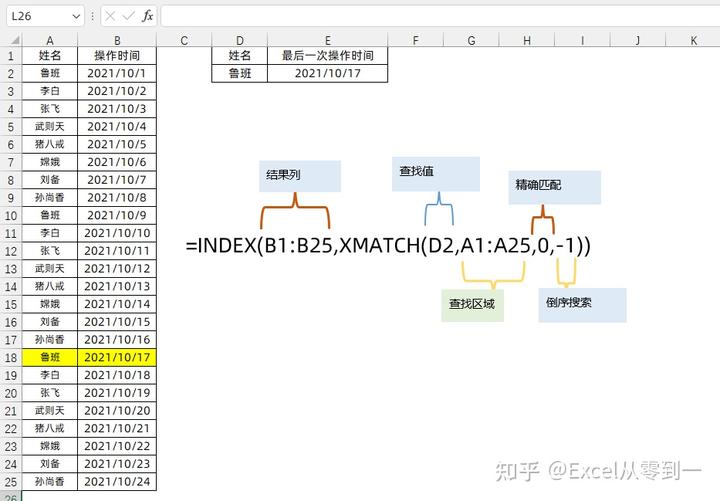 L26 fx
A B C D E F G H I J K
1 姓名 操作时间 姓名 最后一次操作时间
2 鲁班 2021/10/1 鲁班 2021/10/17
3 李白 2021/10/2
4 张飞 2021/10/3
5 武则天 2021/10/4
6 猪八戒 2021/10/5
7 嫦娥 2021/10/6
8 刘备 2021/10/7
9 孙尚香 2021/10/8
10 鲁班 2021/10/9
11 李白 2021/10/10
12 张飞 2021/10/11
13 武则天 2021/10/12
14 猪八戒 2021/10/13
15 嫦娥 2021/10/14
16 刘备 2021/10/15
17 孙尚香 2021/10/16
18 鲁班 2021/10/17
19 李白 2021/10/18
20 张飞 2021/10/19
21 武则天 2021/10/20
22 猪八戒 2021/10/21
23 嫦娥 2021/10/22
24 刘备 2021/10/23
25 孙尚香 2021/10/24
26
结果列
查找值
精确匹配
=INDEX(B1:B25,XMATCH(D2,A1:A25,0,-1))
查找区域
倒序搜索
知乎 @Excel从零到一